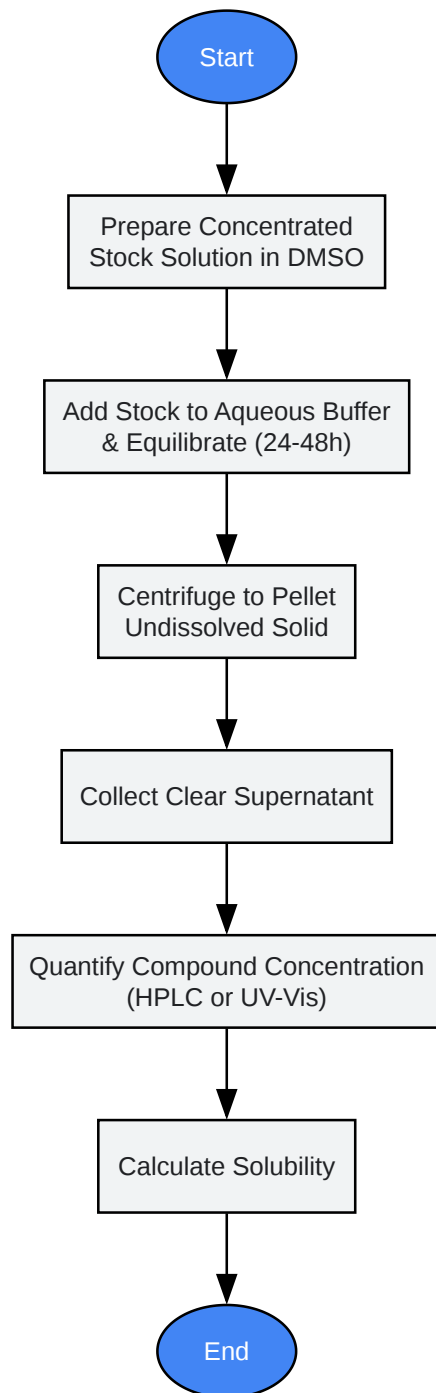 Start
Prepare Concentrated
Stock Solution in DMSO
Add Stock to Aqueous Buffer
& Equilibrate (24-48h)
Centrifuge to Pellet
Undissolved Solid
Collect Clear Supernatant
Quantify Compound Concentration
(HPLC or UV-Vis)
Calculate Solubility
End